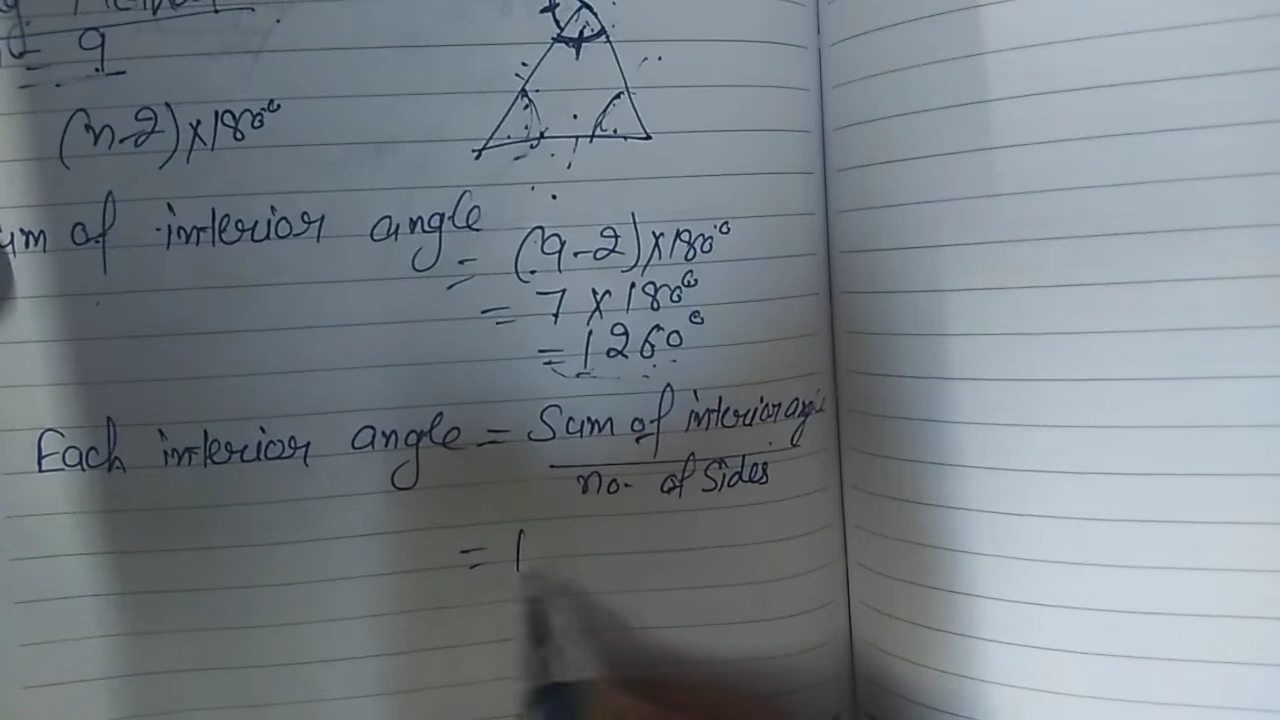 = 9
(n-2)×180°
of interior angle
= (9-2)×180°
= 7×180°
= 1260°
Each interior angle = Sum of interior angle
no. of Sides
= 1